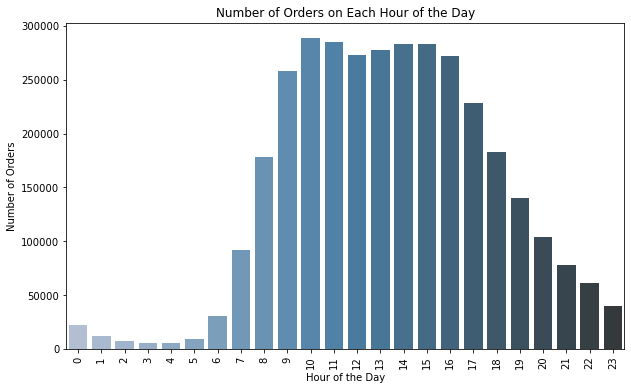 Number of Orders on Each Hour of the Day
300000
250000
200000
150000
100000
50000
0
Number of Orders
0 1 2 3 4 5 6 7 8 9 10 11 12 13 14 15 16 17 18 19 20 21 22 23
Hour of the Day